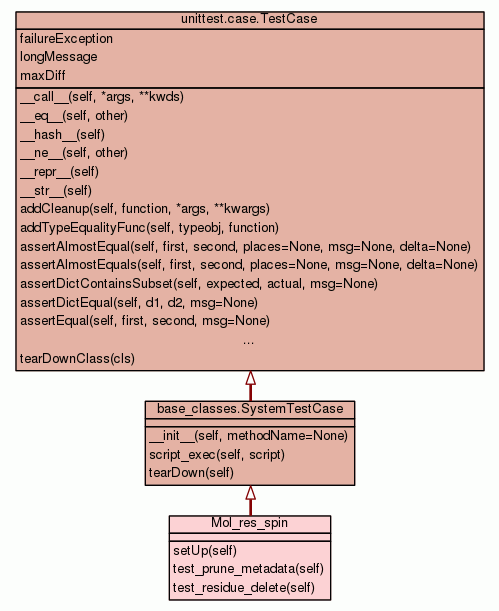 unittest.case.TestCase
failureException
longMessage
maxDiff
__call__(self, *args, **kwds)
__eq__(self, other)
__hash__(self)
__ne__(self, other)
__repr__(self)
__str__(self)
addCleanup(self, function, *args, **kwargs)
addTypeEqualityFunc(self, typeobj, function)
assertAlmostEqual(self, first, second, places=None, msg=None, delta=None)
assertAlmostEquals(self, first, second, places=None, msg=None, delta=None)
assertDictContainsSubset(self, expected, actual, msg=None)
assertDictEqual(self, d1, d2, msg=None)
assertEqual(self, first, second, msg=None)
...
tearDownClass(cls)
base_classes.SystemTestCase
__init__(self, methodName=None)
script_exec(self, script)
tearDown(self)
Mol_res_spin
setUp(self)
test_prune_metadata(self)
test_residue_delete(self)